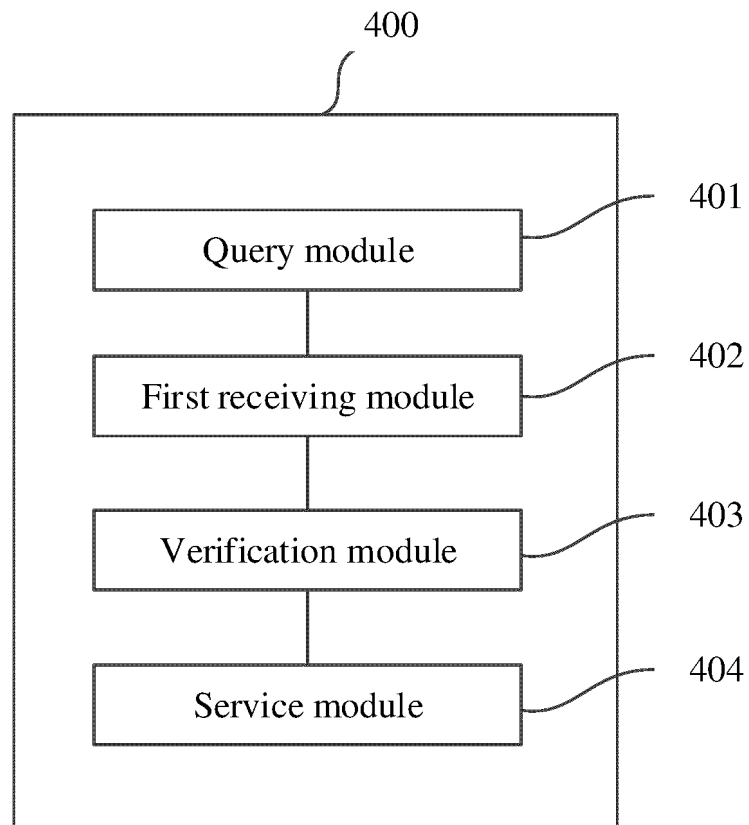 400
Query module
401
First receiving module
402
Verification module
403
Service module
404